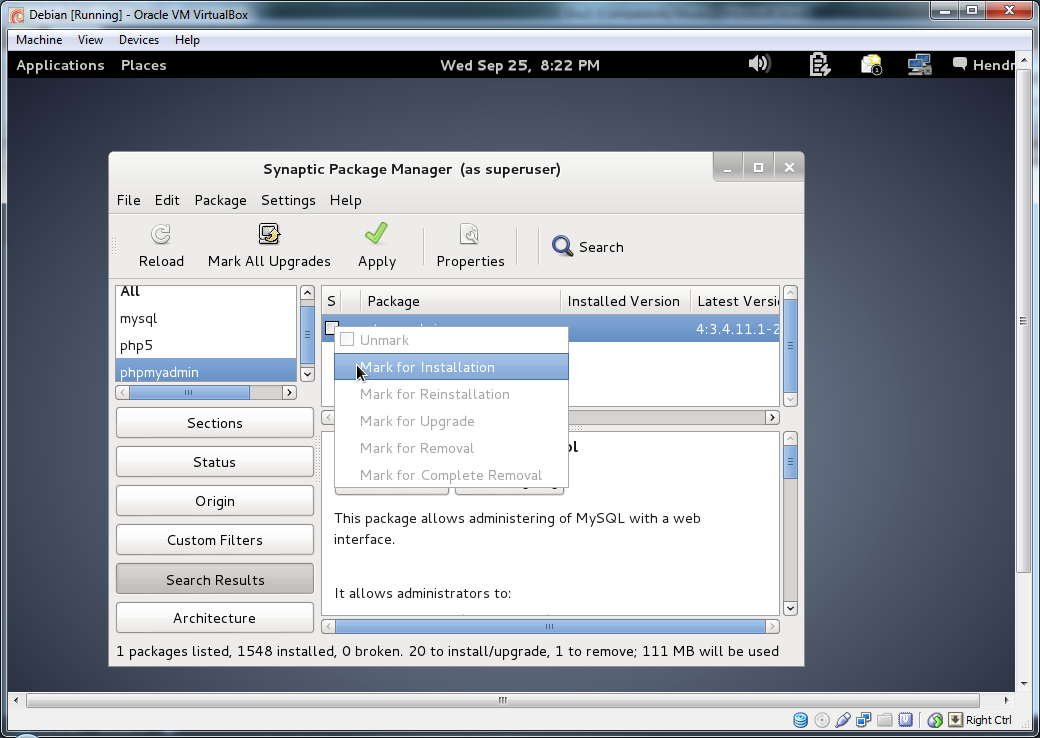 Debian [Running] - Oracle VM VirtualBox
Machine View Devices Help
Applications Places Wed Sep 25, 8:22 PM Hendr
Synaptic Package Manager (as superuser)
File Edit Package Settings Help
Reload Mark All Upgrades Apply Properties Search
All
mysql
php5
phpmyadmin
S Package Installed Version Latest Versi
4:3.4.11.1-2
Unmark
Mark for Installation
Mark for Reinstallation
Mark for Upgrade
Mark for Removal
Mark for Complete Removal
Sections
Status
Origin
Custom Filters
Search Results
Architecture
This package allows administering of MySQL with a web
interface.
It allows administrators to:
1 packages listed, 1548 installed, 0 broken. 20 to install/upgrade, 1 to remove; 111 MB will be used
Right Ctrl